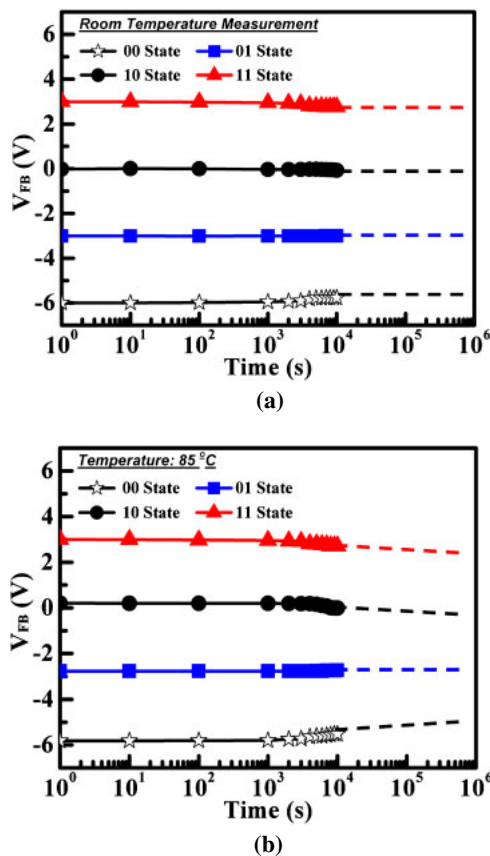 Room Temperature Measurement
00 State 01 State
10 State 11 State
6
4
2
0
-2
-4
-6
V_FB (V)
10^0 10^1 10^2 10^3 10^4 10^5 10^6
Time (s)
(a)
Temperature: 85 °C
00 State 01 State
10 State 11 State
6
4
2
0
-2
-4
-6
V_FB (V)
10^0 10^1 10^2 10^3 10^4 10^5 10^6
Time (s)
(b)